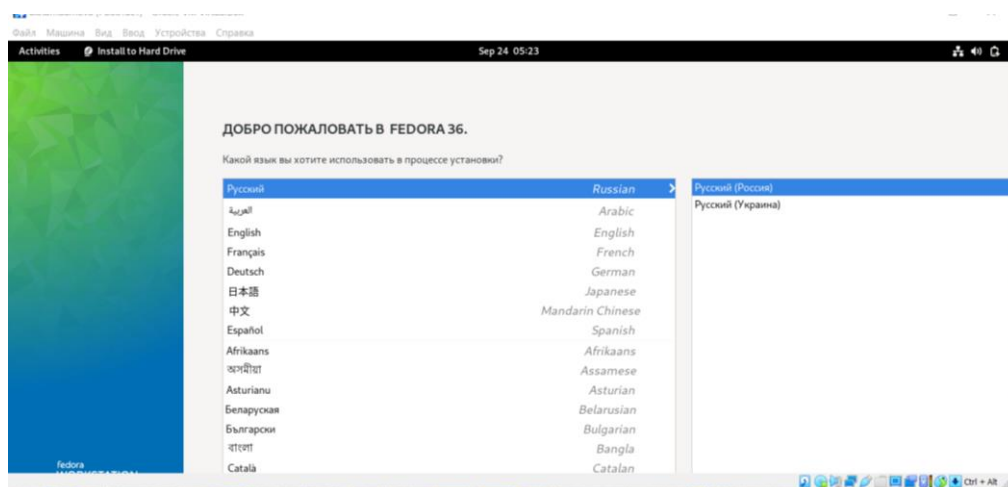 Файл Машина Вид Ввод Устройства Справка
Activities Install to Hard Drive Sep 24 05:23
ДОБРО ПОЖАЛОВАТЬ В FEDORA 36.
Какой язык вы хотите использовать в процессе установки?
Русский Russian Русский (Россия)
Русский (Украина)
العربية Arabic
English English
Français French
Deutsch German
日本語 Japanese
中文 Mandarin Chinese
Español Spanish
Afrikaans Afrikaans
অসমীয়া Assamese
Asturianu Asturian
Беларуская Belarusian
Български Bulgarian
বাংলা Bangla
Català Catalan
fedora
Ctrl + Alt